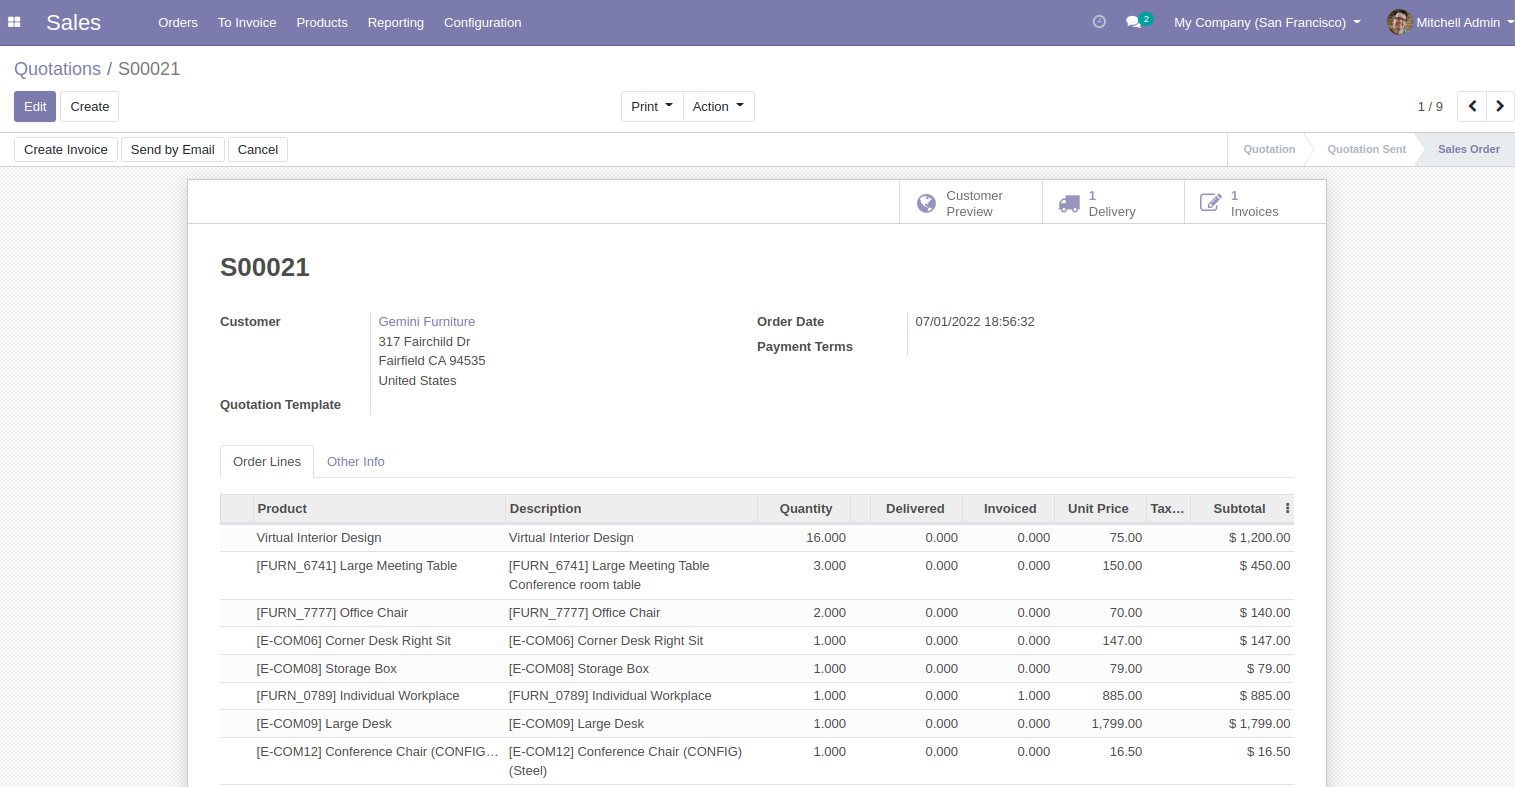 Sales Orders To Invoice Products Reporting Configuration 2 My Company (San Francisco) Mitchell Admin
Quotations / S00021
Edit Create Print Action 1 / 9
Create Invoice Send by Email Cancel Quotation Quotation Sent Sales Order
Customer Preview
1 Delivery
1 Invoices
S00021
Customer Gemini Furniture
317 Fairchild Dr
Fairfield CA 94535
United States
Quotation Template
Order Date 07/01/2022 18:56:32
Payment Terms
Order Lines Other Info
Product Description Quantity Delivered Invoiced Unit Price Tax… Subtotal
Virtual Interior Design Virtual Interior Design 16.000 0.000 0.000 75.00 $ 1,200.00
[FURN_6741] Large Meeting Table [FURN_6741] Large Meeting Table 3.000 0.000 0.000 150.00 $ 450.00
Conference room table
[FURN_7777] Office Chair [FURN_7777] Office Chair 2.000 0.000 0.000 70.00 $ 140.00
[E-COM06] Corner Desk Right Sit [E-COM06] Corner Desk Right Sit 1.000 0.000 0.000 147.00 $ 147.00
[E-COM08] Storage Box [E-COM08] Storage Box 1.000 0.000 0.000 79.00 $ 79.00
[FURN_0789] Individual Workplace [FURN_0789] Individual Workplace 1.000 0.000 1.000 885.00 $ 885.00
[E-COM09] Large Desk [E-COM09] Large Desk 1.000 0.000 0.000 1,799.00 $ 1,799.00
[E-COM12] Conference Chair (CONFIG… [E-COM12] Conference Chair (CONFIG) 1.000 0.000 0.000 16.50 $ 16.50
(Steel)